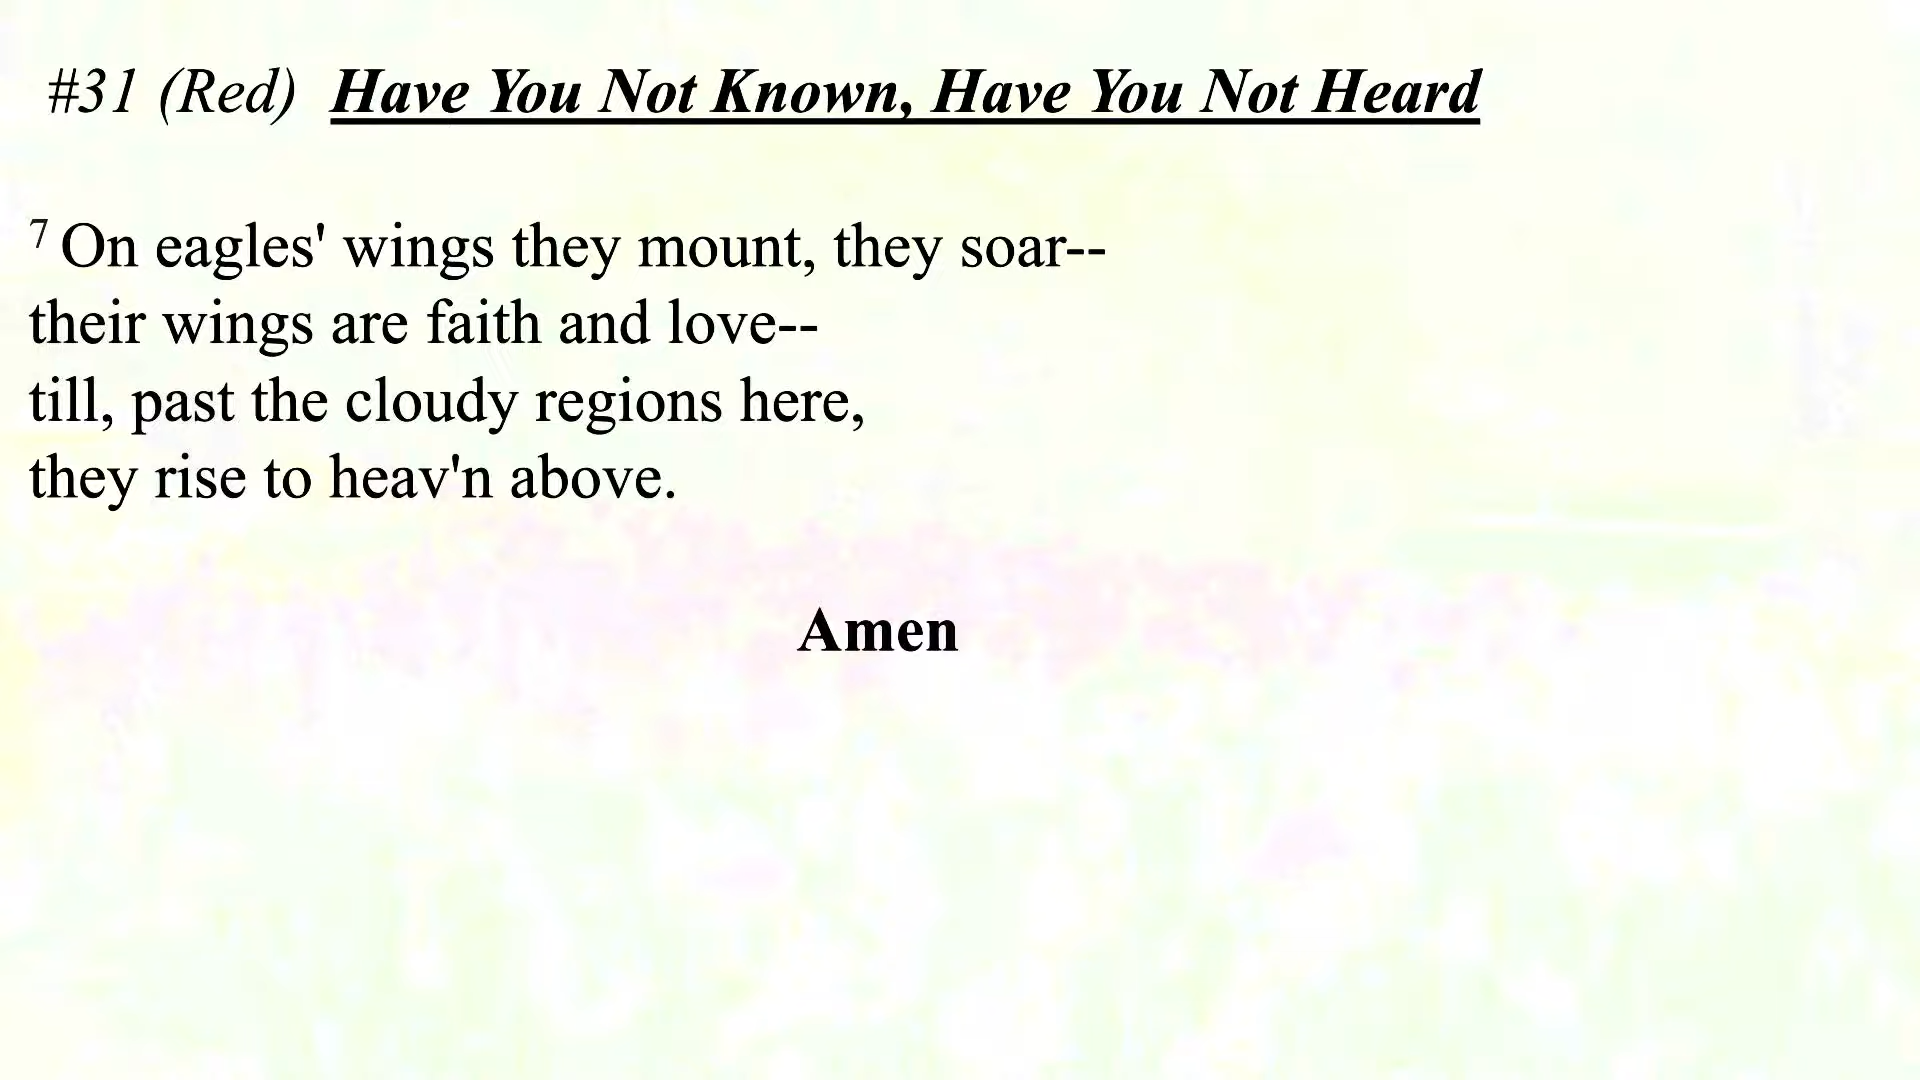 #31 (Red) Have You Not Known, Have You Not Heard
7 On eagles' wings they mount, they soar--
their wings are faith and love--
till, past the cloudy regions here,
they rise to heav'n above.
Amen